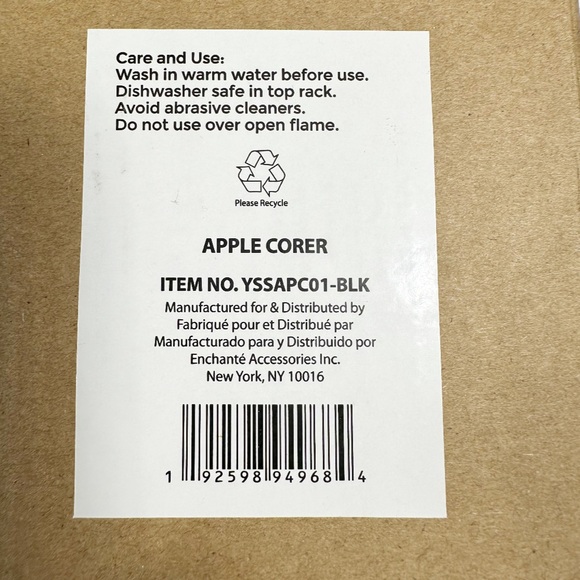 Care and Use:
Wash in warm water before use.
Dishwasher safe in top rack.
Avoid abrasive cleaners.
Do not use over open flame.
Please Recycle
APPLE CORER
ITEM NO. YSSAPC01-BLK
Manufactured for & Distributed by
Fabriqué pour et Distribué par
Manufacturado para y Distribuido por
Enchanté Accessories Inc.
New York, NY 10016
1 92598 94968 4